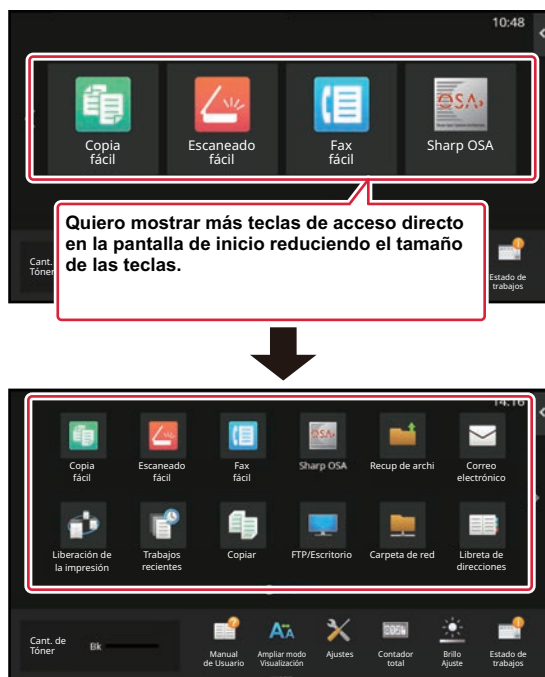 10:48
Copia
fácil
Escaneado
fácil
Fax
fácil
OSA
Sharp OSA
Quiero mostrar más teclas de acceso directo
en la pantalla de inicio reduciendo el tamaño
de las teclas.
Cant.
Tóner
Estado de
trabajos
14:16
Copia
fácil
Escaneado
fácil
Fax
fácil
OSA
Sharp OSA
Recup de archi
Correo
electrónico
Liberación de
la impresión
Trabajos
recientes
Copiar
FTP/Escritorio
Carpeta de red
Libreta de
direcciones
Cant. de
Tóner
Bk
Manual
de Usuario
Ampliar modo
Visualización
Ajustes
Contador
total
Brillo
Ajuste
Estado de
trabajos